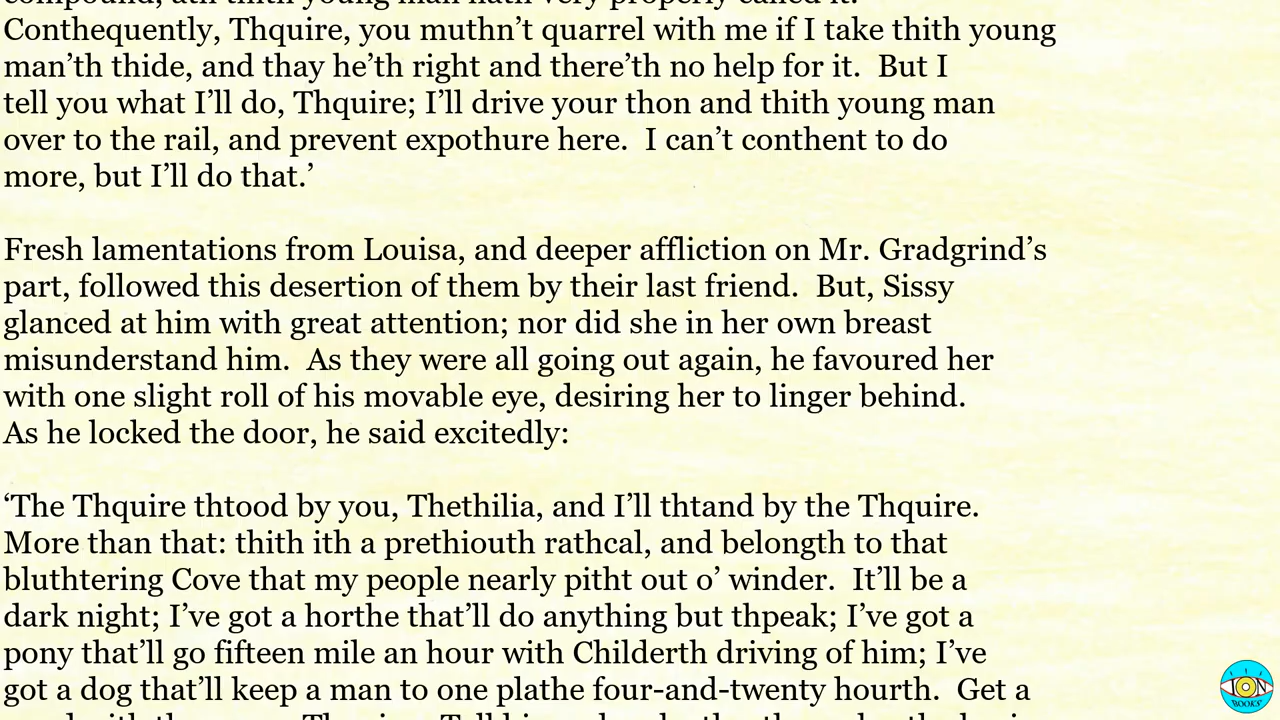 Conthequently, Thquire, you muthn’t quarrel with me if I take thith young
man’th thide, and thay he’th right and there’th no help for it.  But I
tell you what I’ll do, Thquire; I’ll drive your thon and thith young man
over to the rail, and prevent expothure here.  I can’t conthent to do
more, but I’ll do that.’
Fresh lamentations from Louisa, and deeper affliction on Mr. Gradgrind’s
part, followed this desertion of them by their last friend.  But, Sissy
glanced at him with great attention; nor did she in her own breast
misunderstand him.  As they were all going out again, he favoured her
with one slight roll of his movable eye, desiring her to linger behind.
As he locked the door, he said excitedly:
‘The Thquire thtood by you, Thethilia, and I’ll thtand by the Thquire.
More than that: thith ith a prethiouth rathcal, and belongth to that
bluthtering Cove that my people nearly pitht out o’ winder.  It’ll be a
dark night; I’ve got a horthe that’ll do anything but thpeak; I’ve got a
pony that’ll go fifteen mile an hour with Childerth driving of him; I’ve
got a dog that’ll keep a man to one plathe four-and-twenty hourth.  Get a
ION
BOOKS